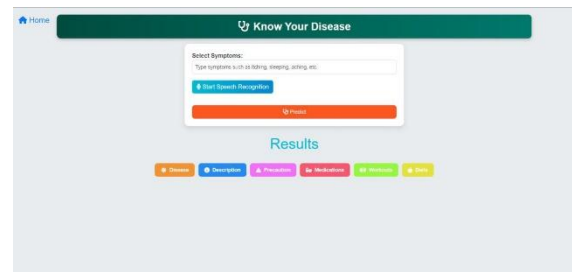 Home
Know Your Disease
Select Symptoms:
Type symptoms such as itching, sleeping, aching, etc.
Start Speech Recognition
Predict
Results
Disease
Description
Precaution
Medications
Workouts
Diets